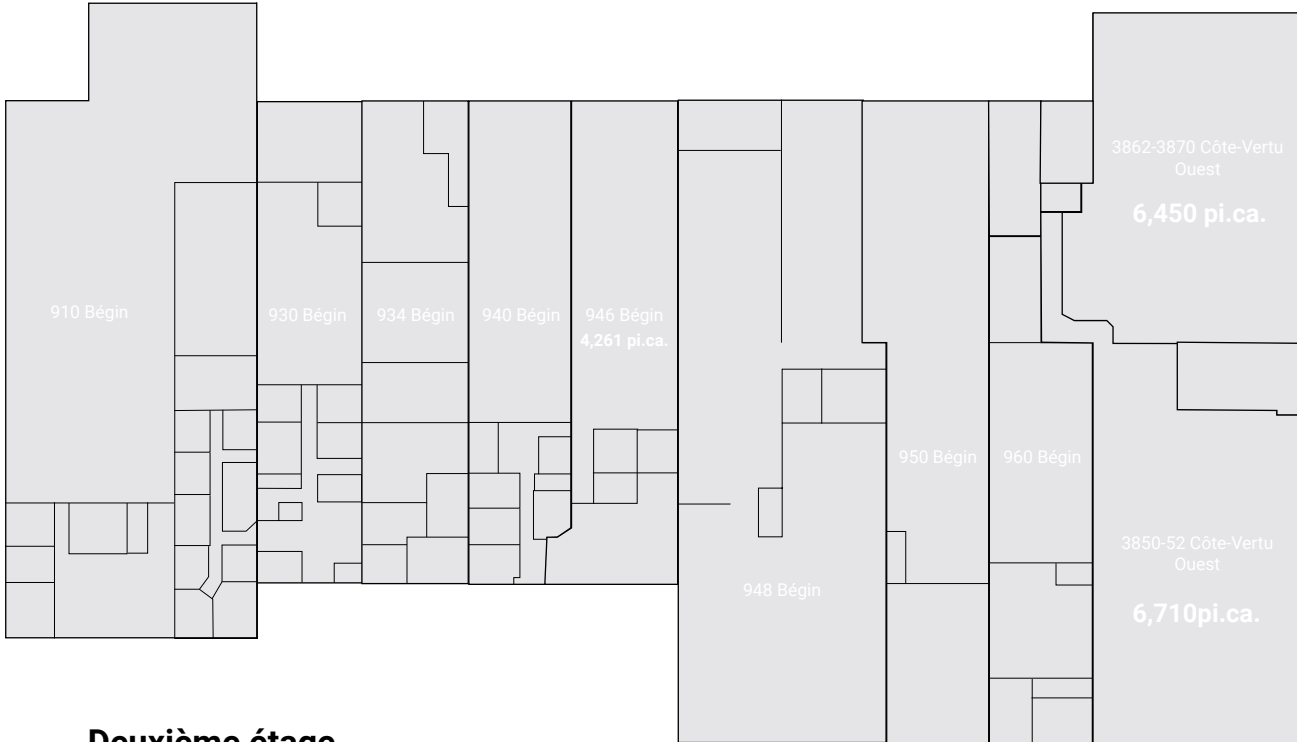 3862-3870 Côte-Vertu
Ouest
6,450 pi.ca.
910 Bégin
930 Bégin
934 Bégin
940 Bégin
946 Bégin
4,261 pi.ca.
950 Bégin
960 Bégin
3850-52 Côte-Vertu
Ouest
948 Bégin
6,710pi.ca.
Deuxième étage